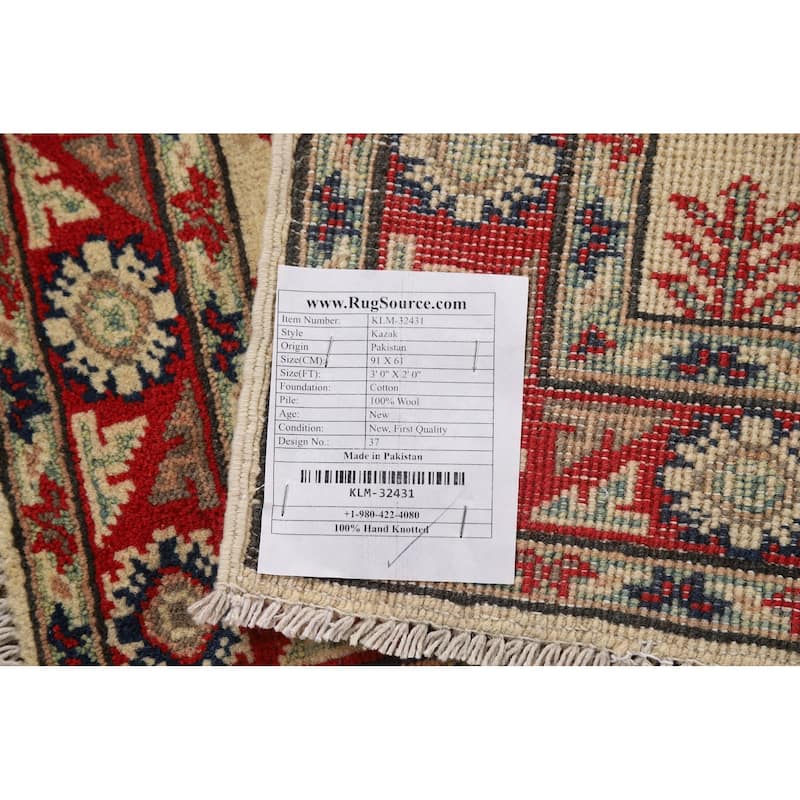 www.RugSource.com
Item Number: KLM-32431
Style Kazak
Origin Pakistan
Size(CM): 91 X 61
Size(FT): 3' 0" X 2' 0"
Foundation: Cotton
Pile: 100% Wool
Age: New
Condition: New, First Quality
Design No.: 37
Made in Pakistan
KLM-32431
+1-980-422-4080
100% Hand Knotted